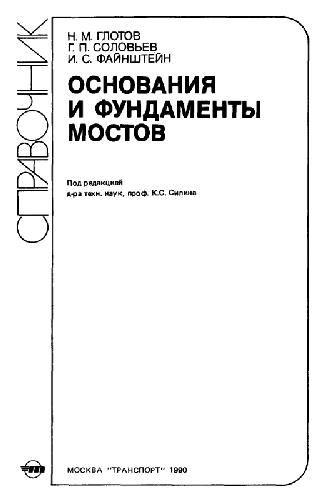 СПРАВОЧНИК
Н. М. ГЛОТОВ
Г. П. СОЛОВЬЕВ
И. С. ФАЙНШТЕЙН
ОСНОВАНИЯ
И ФУНДАМЕНТЫ
МОСТОВ
Под редакцией
д-ра техн. наук, проф. К.С. Силина
МОСКВА "ТРАНСПОРТ" 1990